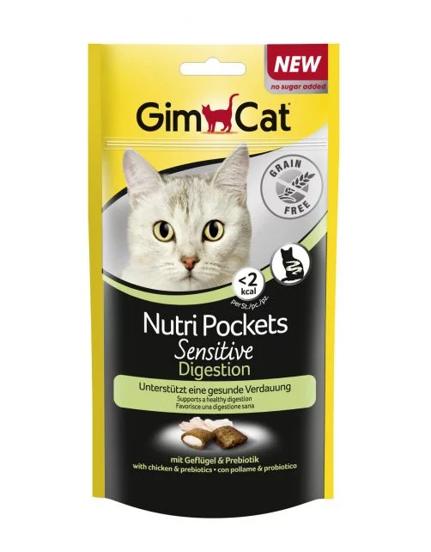 NEW
no sugar added
GimCat
GRAIN
FREE
<2
kcal
per St./pc./pz.
Nutri Pockets
Sensitive
Digestion
Unterstützt eine gesunde Verdauung
Supports a healthy digestion
Favorisce una digestione sana
mit Geflügel & Prebiotik
with chicken & prebiotics • con pollame & probiotico